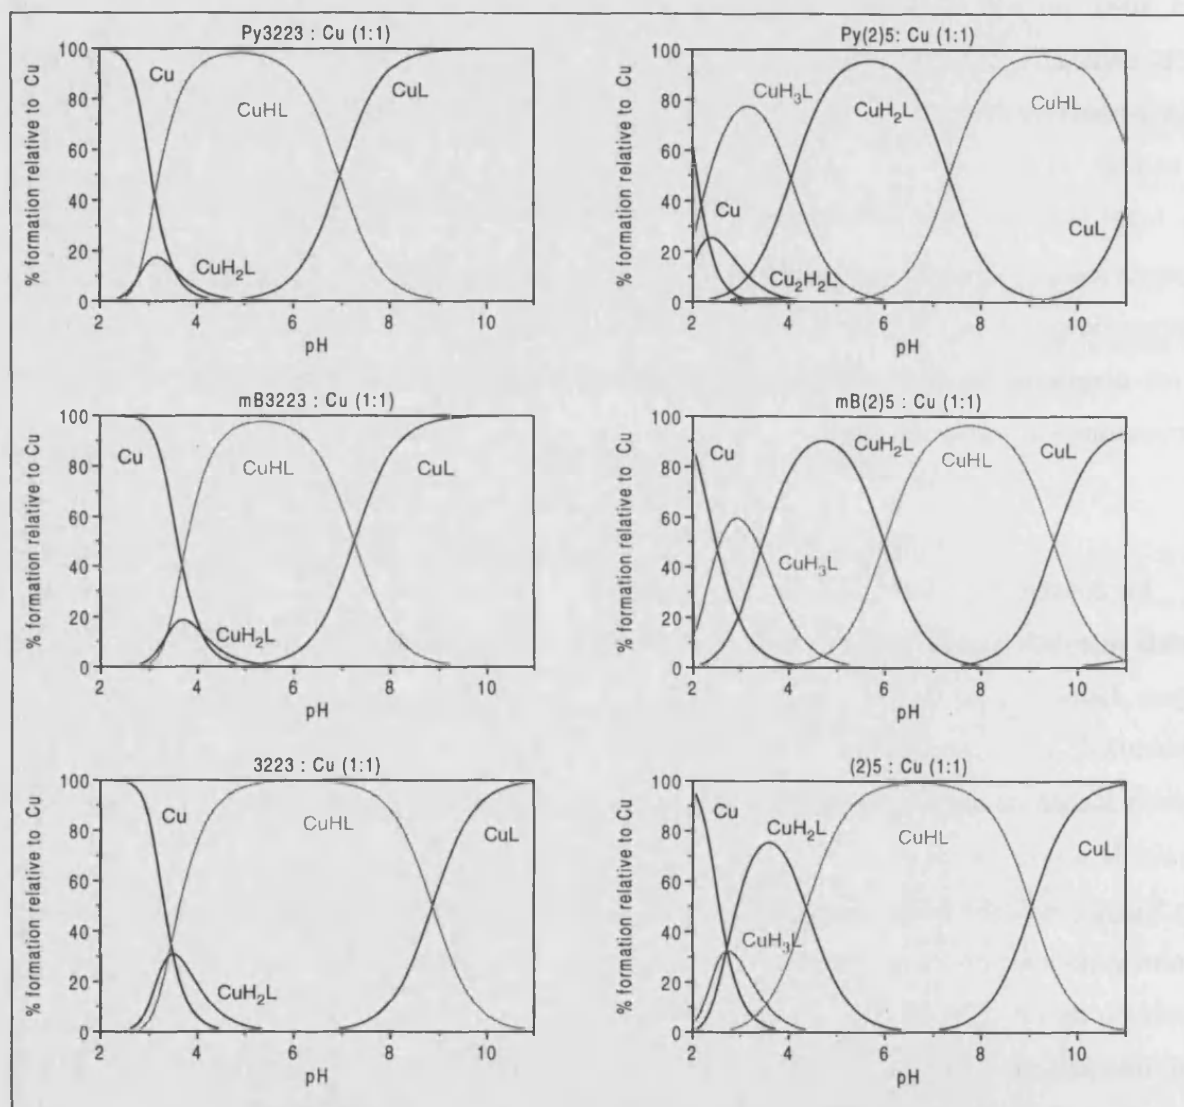 Py3223 : Cu (1:1)
% formation relative to Cu
100
80
60
40
20
0
Cu
CuHL
CuL
CuH₂L
2
4
6
8
10
pH
Py(2)5: Cu (1:1)
% formation relative to Cu
100
80
60
40
20
0
CuH₃L
CuH₂L
CuHL
Cu
Cu₂H₂L
CuL
2
4
6
8
10
pH
mB3223 : Cu (1:1)
% formation relative to Cu
100
80
60
40
20
0
Cu
CuHL
CuL
CuH₂L
2
4
6
8
10
pH
mB(2)5 : Cu (1:1)
% formation relative to Cu
100
80
60
40
20
0
Cu
CuH₂L
CuHL
CuL
CuH₃L
2
4
6
8
10
pH
3223 : Cu (1:1)
% formation relative to Cu
100
80
60
40
20
0
Cu
CuHL
CuL
CuH₂L
2
4
6
8
10
pH
(2)5 : Cu (1:1)
% formation relative to Cu
100
80
60
40
20
0
Cu
CuH₂L
CuHL
CuL
CuH₃L
2
4
6
8
10
pH